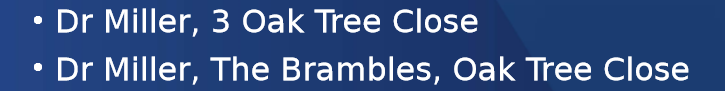 • Dr Miller, 3 Oak Tree Close
• Dr Miller, The Brambles, Oak Tree Close